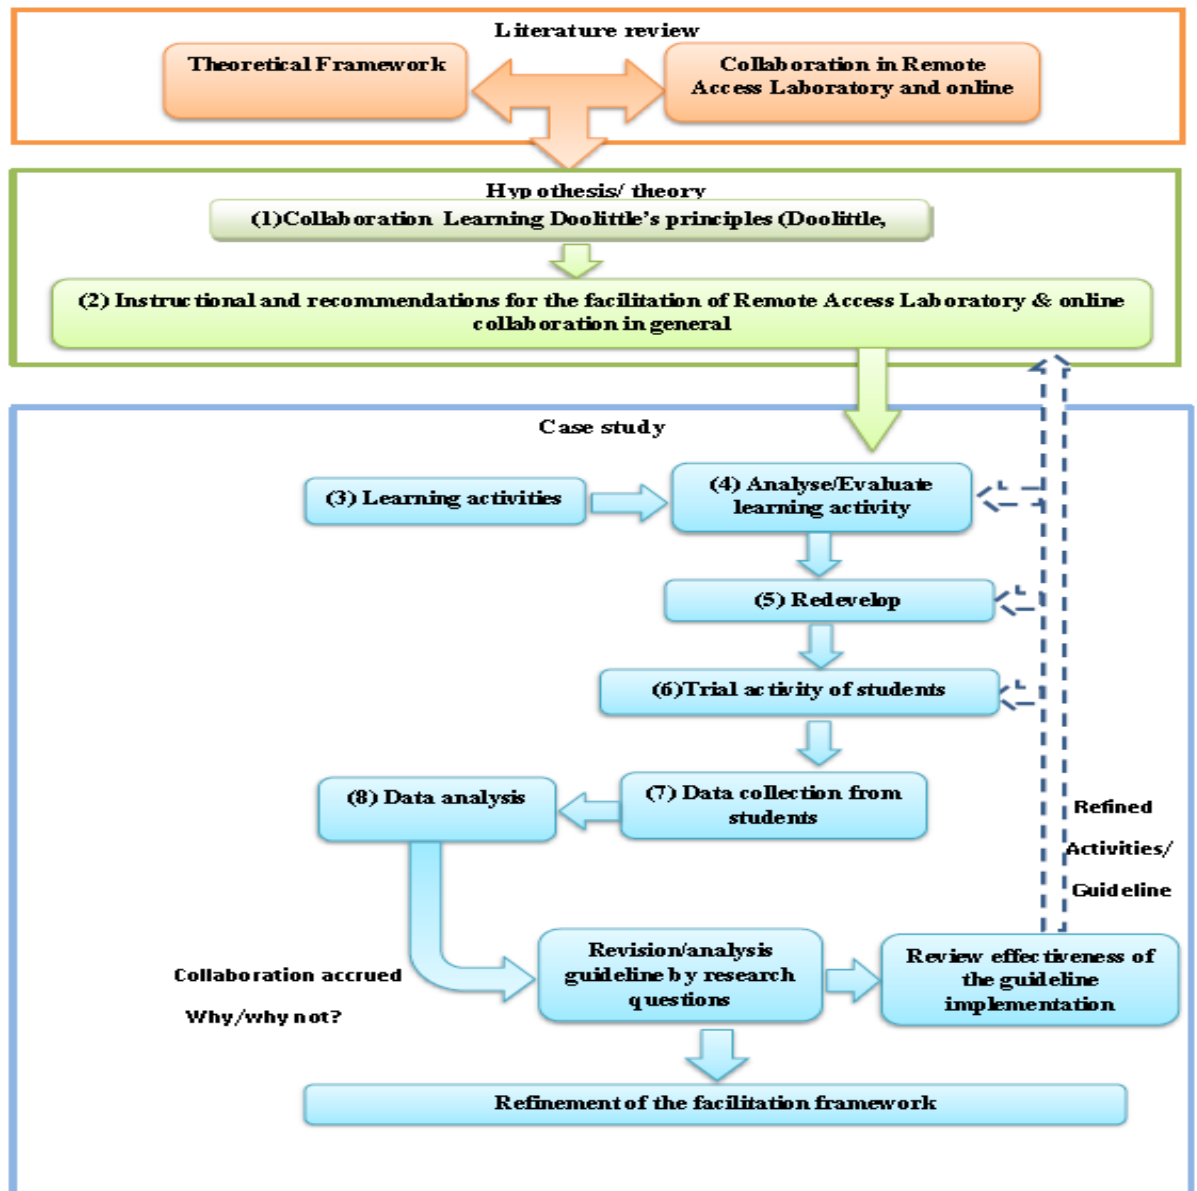 Literature review
Theoretical Framework
Collaboration in Remote
Access Laboratory and online
Hypothesis/ theory
(1)Collaboration Learning Doolittle's principles (Doolittle,
(2) Instructional and recommendations for the facilitation of Remote Access Laboratory & online
collaboration in general
Case study
(3) Learning activities
(4) Analyse/Evaluate
learning activity
(5) Redevelop
(6)Trial activity of students
(7) Data collection from
students
(8) Data analysis
Refined
Activities/
Guideline
Collaboration accrued
Why/why not?
Revision/analysis
guideline by research
questions
Review effectiveness of
the guideline
implementation
Refinement of the facilitation framework